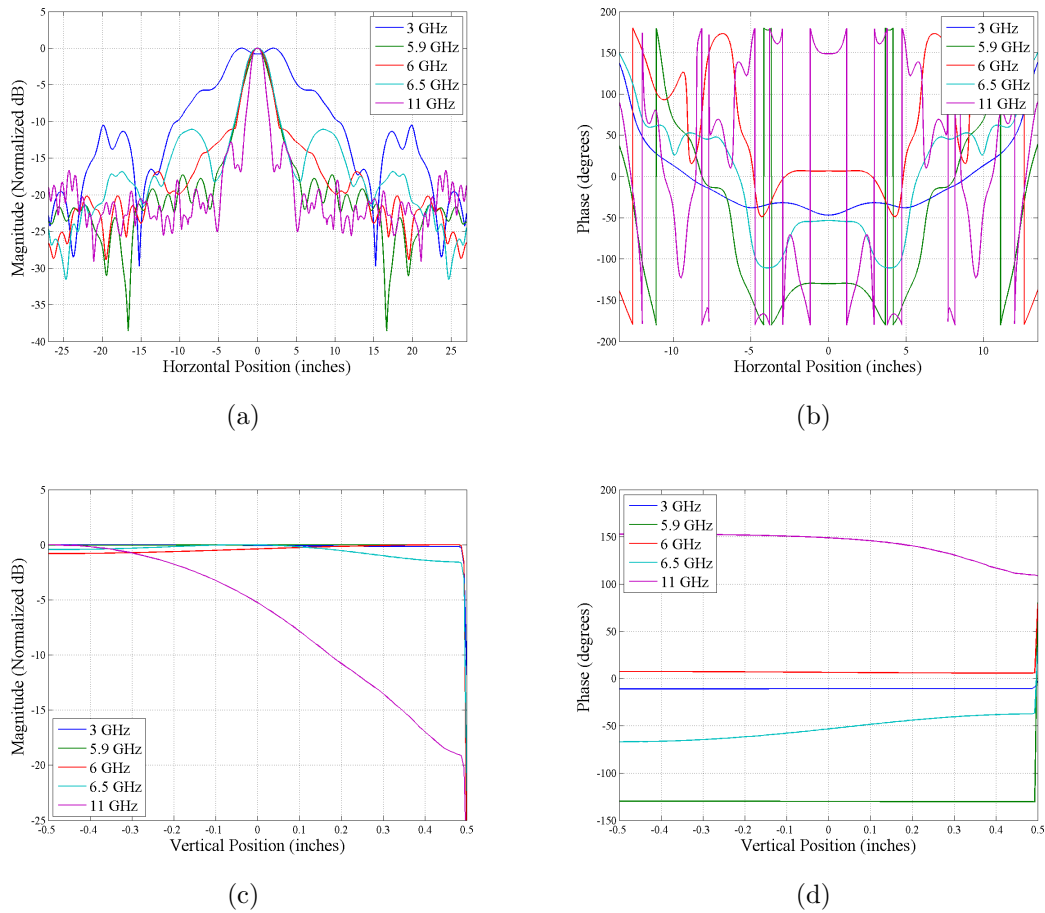 5
0
-5
-10
-15
-20
-25
-30
-35
-40
-25 -20 -15 -10 -5 0 5 10 15 20 25
Magnitude (Normalized dB)
Horzontal Position (inches)
3 GHz
5.9 GHz
6 GHz
6.5 GHz
11 GHz
(a)
200
150
100
50
0
-50
-100
-150
-200
-10 -5 0 5 10
Phase (degrees)
Horzontal Position (inches)
3 GHz
5.9 GHz
6 GHz
6.5 GHz
11 GHz
(b)
5
0
-5
-10
-15
-20
-25
-0.5 -0.4 -0.3 -0.2 -0.1 0 0.1 0.2 0.3 0.4 0.5
Magnitude (Normalized dB)
Vertical Position (inches)
3 GHz
5.9 GHz
6 GHz
6.5 GHz
11 GHz
(c)
200
150
100
50
0
-50
-100
-150
-0.5 -0.4 -0.3 -0.2 -0.1 0 0.1 0.2 0.3 0.4 0.5
Phase (degrees)
Vertical Position (inches)
3 GHz
5.9 GHz
6 GHz
6.5 GHz
11 GHz
(d)